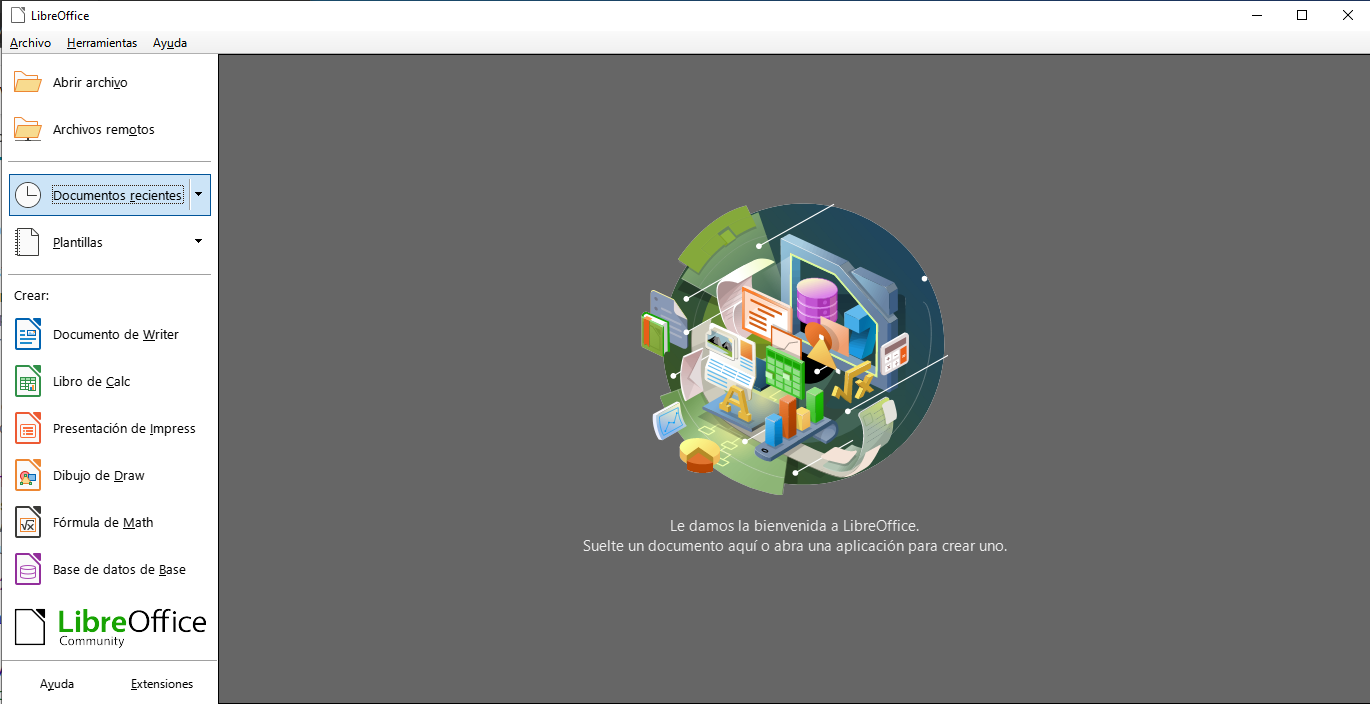 LibreOffice
Archivo Herramientas Ayuda
Abrir archivo
Archivos remotos
Documentos recientes
Plantillas
Crear:
Documento de Writer
Libro de Calc
Presentación de Impress
Dibujo de Draw
Fórmula de Math
Base de datos de Base
LibreOffice
Community
Ayuda Extensiones
Le damos la bienvenida a LibreOffice.
Suelte un documento aquí o abra una aplicación para crear uno.